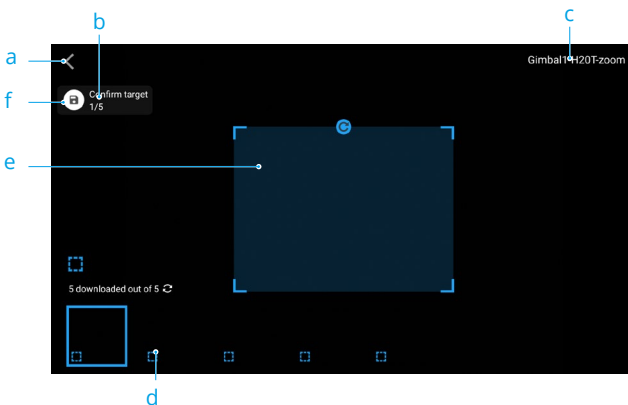 b
c
a
Gimbal1-H20T-zoom
f
Confirm target
1/5
e
5 downloaded out of 5
d